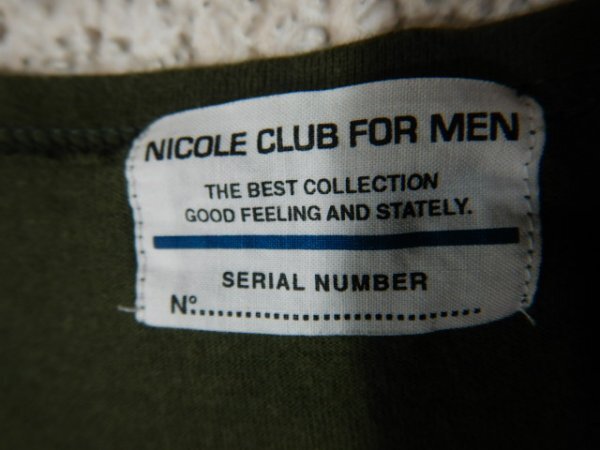 NICOLE CLUB FOR MEN
THE BEST COLLECTION
GOOD FEELING AND STATELY.
SERIAL NUMBER
N°........................................